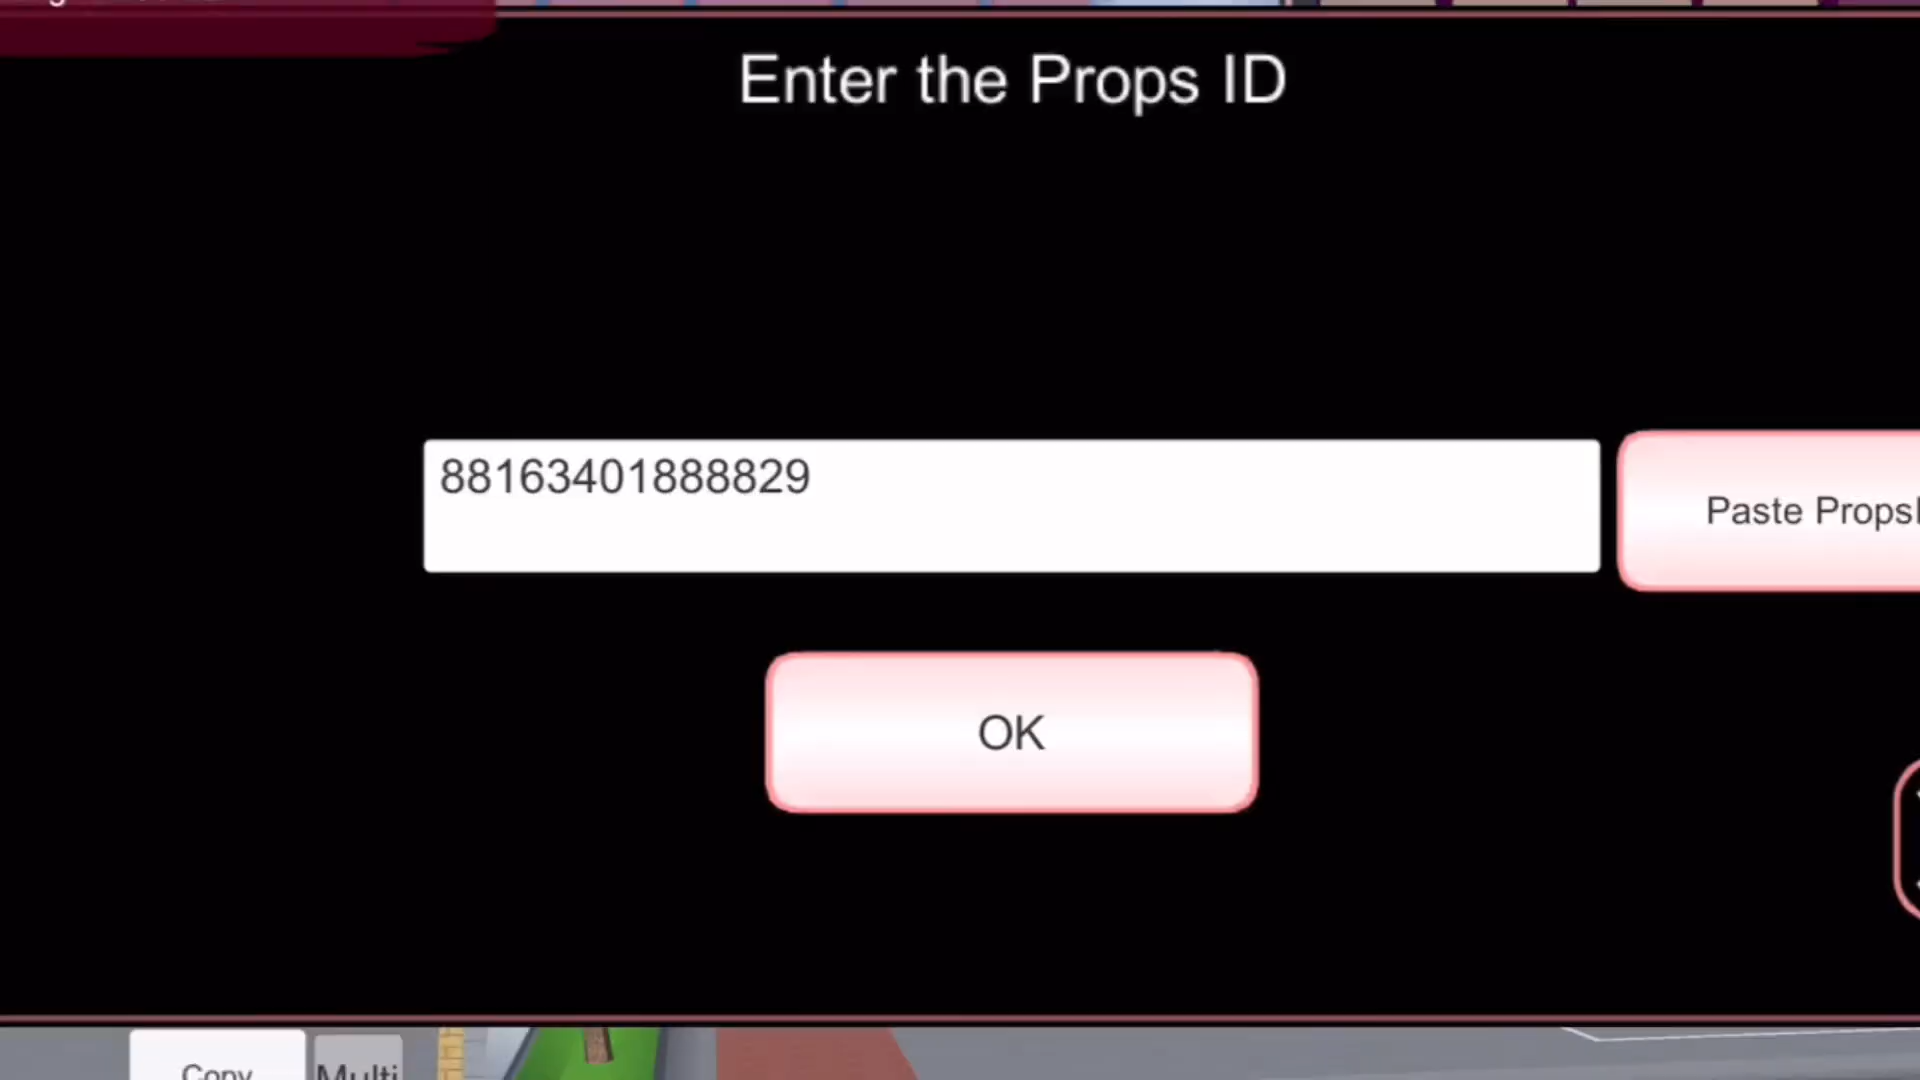 Enter the Props ID
88163401888829
Paste Props
OK
Copy
Multi